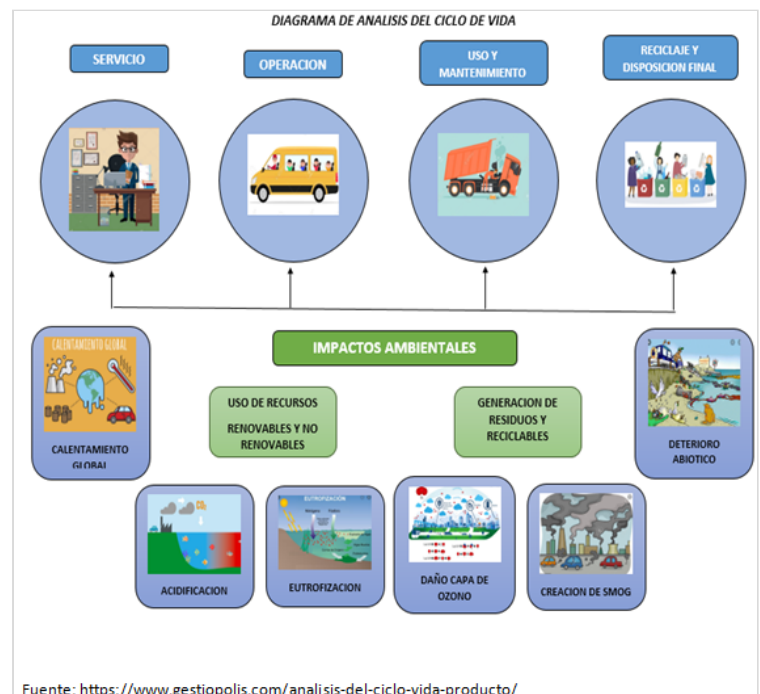 DIAGRAMA DE ANALISIS DEL CICLO DE VIDA
SERVICIO
OPERACION
USO Y
MANTENIMIENTO
RECICLAJE Y
DISPOSICION FINAL
IMPACTOS AMBIENTALES
CALENTAMIENTO GLOBAL
CALENTAMIENTO
GLOBAL
USO DE RECURSOS
RENOVABLES Y NO
RENOVABLES
GENERACION DE
RESIDUOS Y
RECICLABLES
DETERIORO
ABIOTICO
CO₂
ACIDIFICACION
EUTROFIZACIÓN
EUTROFIZACION
DAÑO CAPA DE
OZONO
CREACION DE SMOG
Fuente: https://www.gestiopolis.com/analisis-del-ciclo-vida-producto/